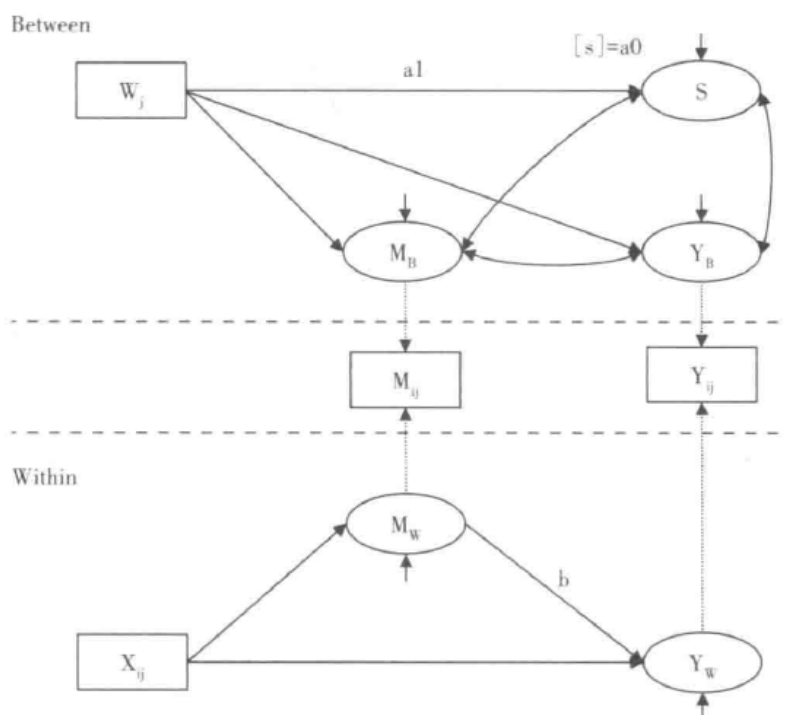 Between
[s]=a0
W_j
a1
S
M_B
Y_B
M_ij
Y_ij
Within
M_W
b
X_ij
Y_W